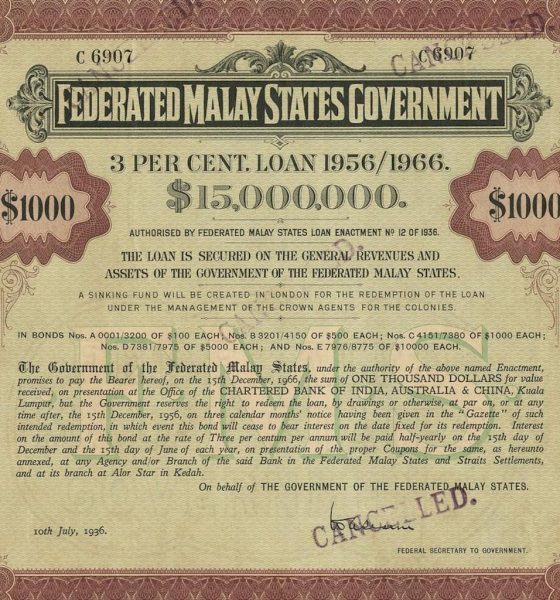 C 6907 C 6907
CANCELLED
CANCELLED
FEDERATED MALAY STATES GOVERNMENT
3 PER CENT. LOAN 1956/1966.
$1000 $15,000,000. $1000
AUTHORISED BY FEDERATED MALAY STATES LOAN ENACTMENT Nº 12 OF 1936.
THE LOAN IS SECURED ON THE GENERAL REVENUES AND
ASSETS OF THE GOVERNMENT OF THE FEDERATED MALAY STATES.
CANCELLED.
A SINKING FUND WILL BE CREATED IN LONDON FOR THE REDEMPTION OF THE LOAN
UNDER THE MANAGEMENT OF THE CROWN AGENTS FOR THE COLONIES.
FMS
IN BONDS Nos. A 0001/3200 OF $100 EACH; Nos. B 3201/4150 OF $500 EACH; Nos. C 4151/7380 OF $1000 EACH;
Nos. D 7381/7975 OF $5000 EACH; AND Nos. E 7976/8775 OF $10000 EACH.
The Government of the Federated Malay States, under the authority of the above named Enactment,
promises to pay the Bearer hereof, on the 15th December, 1966, the sum of ONE THOUSAND DOLLARS for value
received, on presentation at the Office of the CHARTERED BANK OF INDIA, AUSTRALIA & CHINA, Kuala
Lumpur, but the Government reserves the right to redeem the loan, by drawings or otherwise, at par on, or at any
time after, the 15th December, 1956, on three calendar months' notice having been given in the "Gazette" of such
intended redemption, in which event this bond will cease to bear interest on the date fixed for its redemption. Interest
on the amount of this bond at the rate of Three per centum per annum will be paid half-yearly on the 15th day of
December and the 15th day of June of each year, on presentation of the proper Coupons for the same, as hereunto
annexed, at any Agency and/or Branch of the said Bank in the Federated Malay States and Straits Settlements,
and at its branch at Alor Star in Kedah.
On behalf of THE GOVERNMENT OF THE FEDERATED MALAY STATES.
CANCELLED.
10th July, 1936.
FEDERAL SECRETARY TO GOVERNMENT.